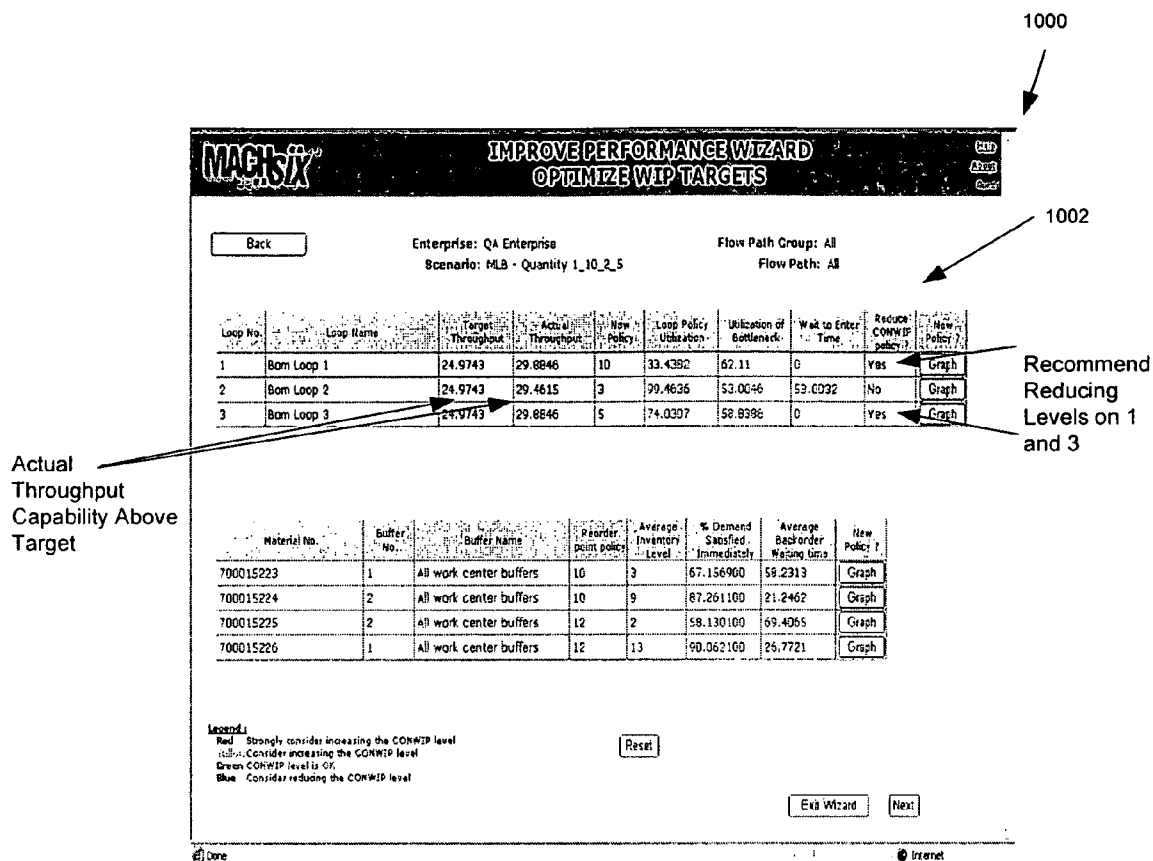 1000
MACHSIX
IMPROVE PERFORMANCE WIZARD
OPTIMIZE WIP TARGETS
Help
About
1002
Back
Enterprise: QA Enterprise
Flow Path Group: All
Scenario: MLB - Quantity 1_10_2_5
Flow Path: All
Loop No. Loop Name Target Throughput Actual Throughput New Policy Loop Policy Utilization Utilization of Bottleneck Wait to Enter Time Reduce CONWIP policy ? New Policy ?
1 Bom Loop 1 24.9743 29.8846 10 33.4382 62.11 0 Yes Graph
2 Bom Loop 2 24.9743 29.4615 3 99.4636 53.0046 53.0032 No Graph
3 Bom Loop 3 24.9743 29.8846 5 74.0307 58.8388 0 Yes Graph
Recommend
Reducing
Levels on 1
and 3
Actual
Throughput
Capability Above
Target
Material No. Buffer No. Buffer Name Reorder point policy Average Inventory Level % Demand Satisfied Immediately Average Backorder Waiting time New Policy ?
700015223 1 All work center buffers 10 3 67.156900 58.2313 Graph
700015224 2 All work center buffers 10 9 87.261100 21.2462 Graph
700015225 2 All work center buffers 12 2 58.130100 69.4065 Graph
700015226 1 All work center buffers 12 13 90.062100 26.7721 Graph
Legend :
Red Strongly consider increasing the CONWIP level
Consider increasing the CONWIP level
Green CONWIP level is OK
Blue Consider reducing the CONWIP level
Reset
Exit Wizard Next
Done
Internet